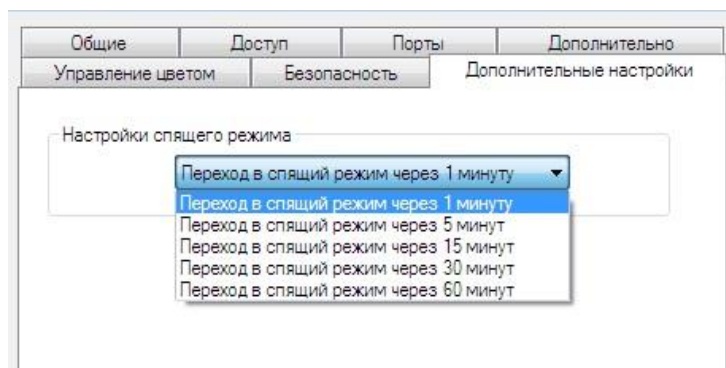 Общие Доступ Порты Дополнительно
Управление цветом Безопасность Дополнительные настройки
Настройки спящего режима
Переход в спящий режим через 1 минуту
Переход в спящий режим через 1 минуту
Переход в спящий режим через 5 минут
Переход в спящий режим через 15 минут
Переход в спящий режим через 30 минут
Переход в спящий режим через 60 минут